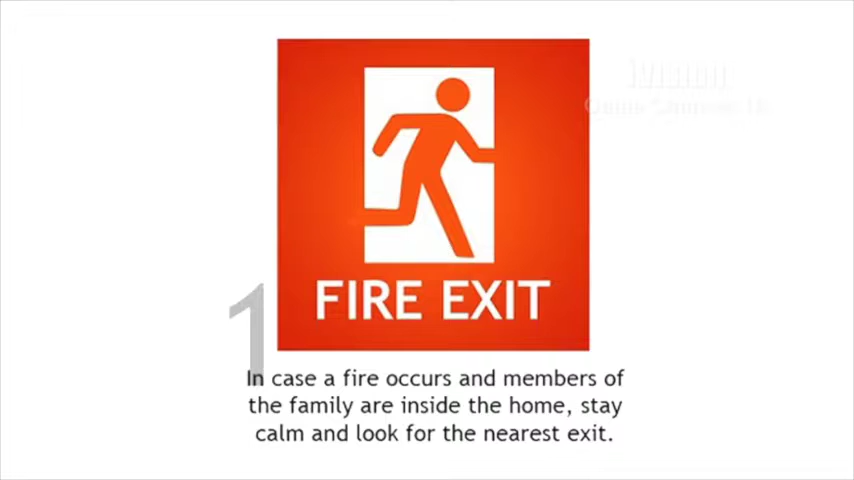 FIRE EXIT
1
In case a fire occurs and members of
the family are inside the home, stay
calm and look for the nearest exit.